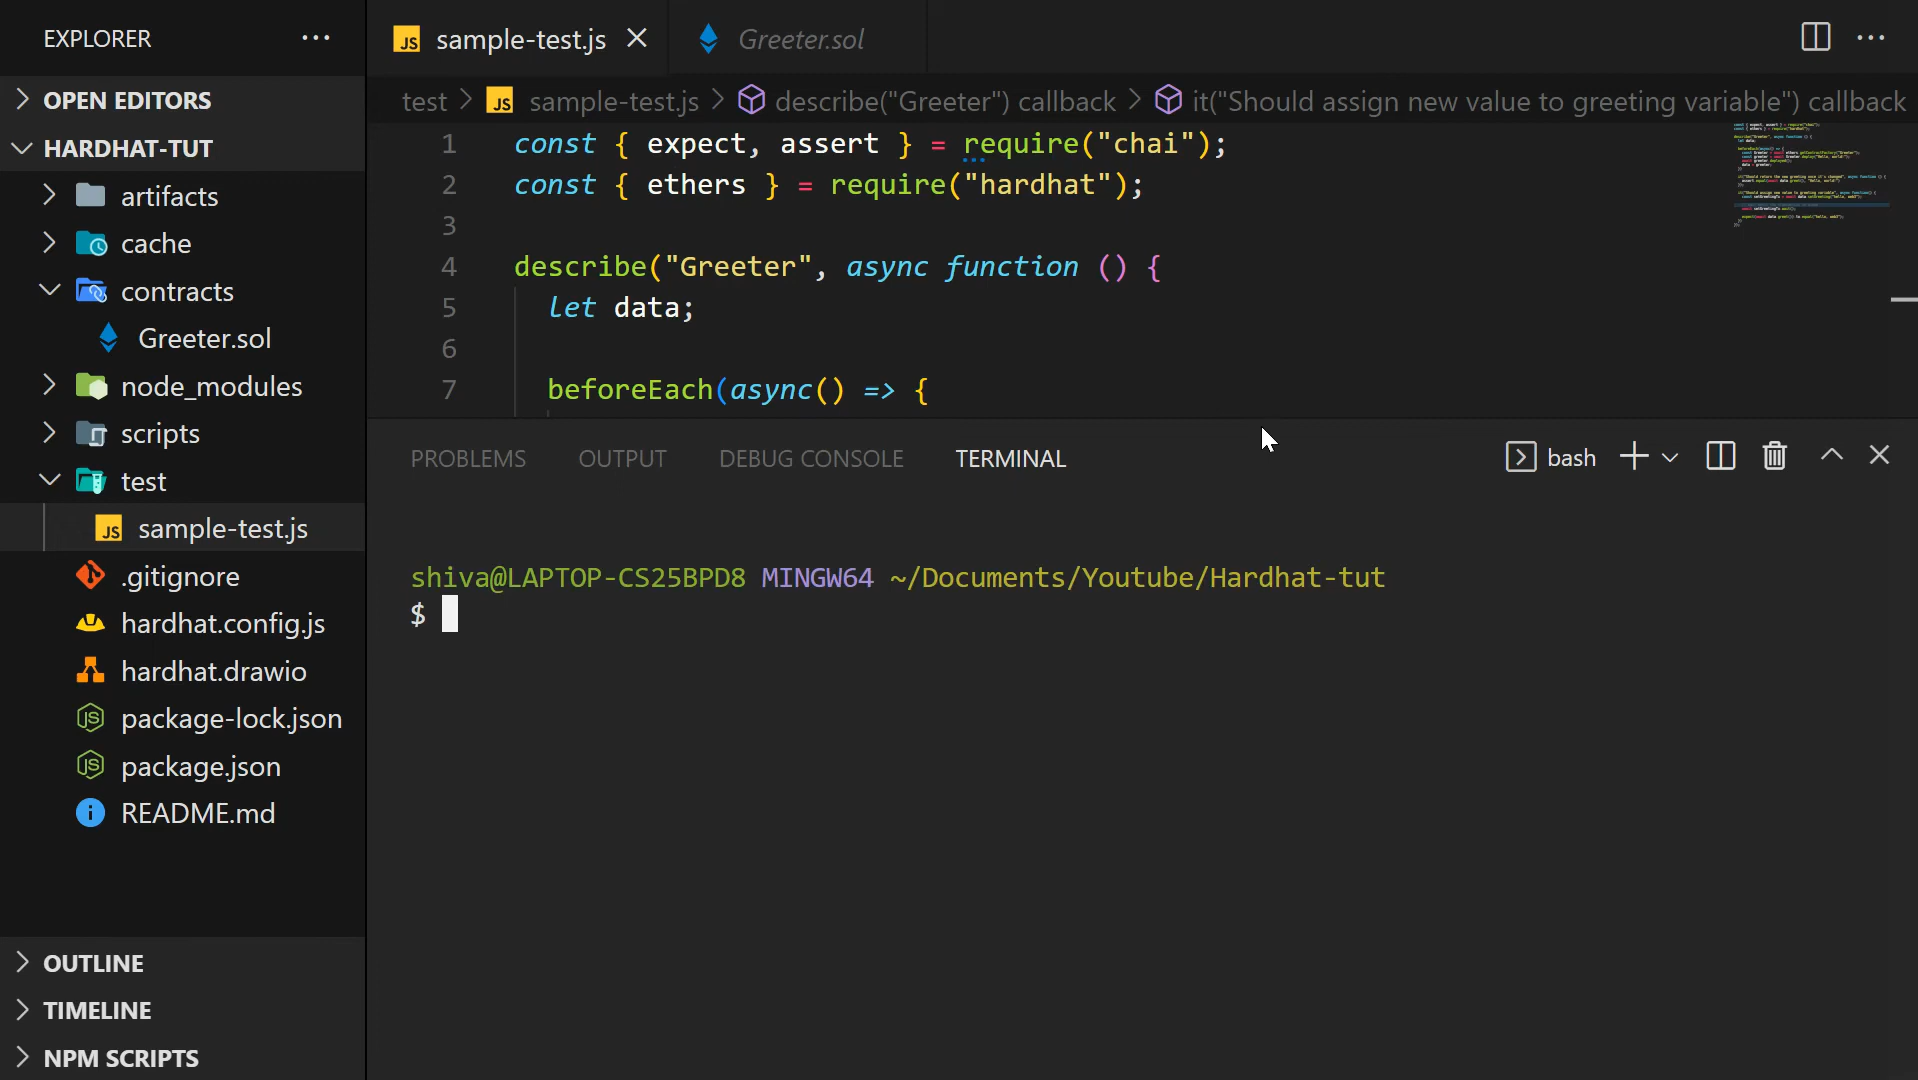 EXPLORER
OPEN EDITORS
HARDHAT-TUT
artifacts
cache
contracts
Greeter.sol
node_modules
scripts
test
sample-test.js
.gitignore
hardhat.config.js
hardhat.drawio
package-lock.json
package.json
README.md
OUTLINE
TIMELINE
NPM SCRIPTS
JS sample-test.js Greeter.sol
test > JS sample-test.js > describe("Greeter") callback > it("Should assign new value to greeting variable") callback
1 const { expect, assert } = require("chai");
2 const { ethers } = require("hardhat");
3
4 describe("Greeter", async function () {
5 let data;
6
7 beforeEach(async() => {
PROBLEMS OUTPUT DEBUG CONSOLE TERMINAL bash
shiva@LAPTOP-CS25BPD8 MINGW64 ~/Documents/Youtube/Hardhat-tut
$